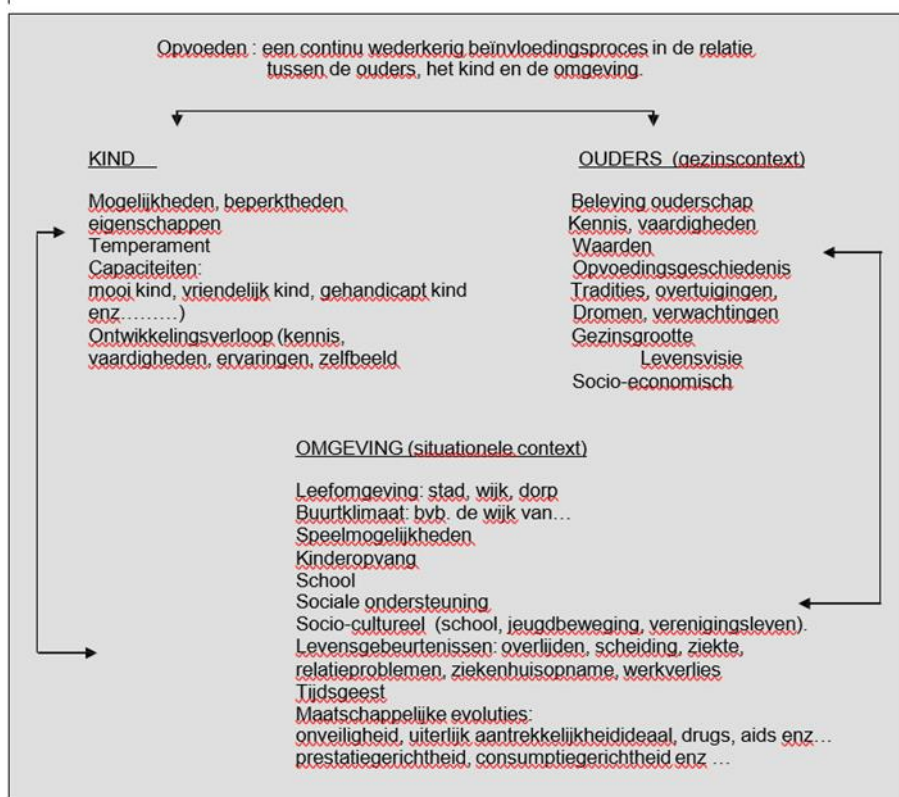 Opvoeden : een continu wederkerig beïnvloedingsproces in de relatie
tussen de ouders, het kind en de omgeving.
KIND
Mogelijkheden, beperktheden
eigenschappen
Temperament
Capaciteiten:
mooi kind, vriendelijk kind, gehandicapt kind
enz………)
Ontwikkelingsverloop (kennis,
vaardigheden, ervaringen, zelfbeeld
OUDERS (gezinscontext)
Beleving ouderschap
Kennis, vaardigheden
Waarden
Opvoedingsgeschiedenis
Tradities, overtuigingen,
Dromen, verwachtingen
Gezinsgrootte
Levensvisie
Socio-economisch
OMGEVING (situationele context)
Leefomgeving: stad, wijk, dorp
Buurtklimaat: bvb. de wijk van…
Speelmogelijkheden
Kinderopvang
School
Sociale ondersteuning
Socio-cultureel (school, jeugdbeweging, verenigingsleven).
Levensgebeurtenissen: overlijden, scheiding, ziekte,
relatieproblemen, ziekenhuisopname, werkverlies
Tijdsgeest
Maatschappelijke evoluties:
onveiligheid, uiterlijk aantrekkelijkheidideaal, drugs, aids enz…
prestatiegerichtheid, consumptiegerichtheid enz …